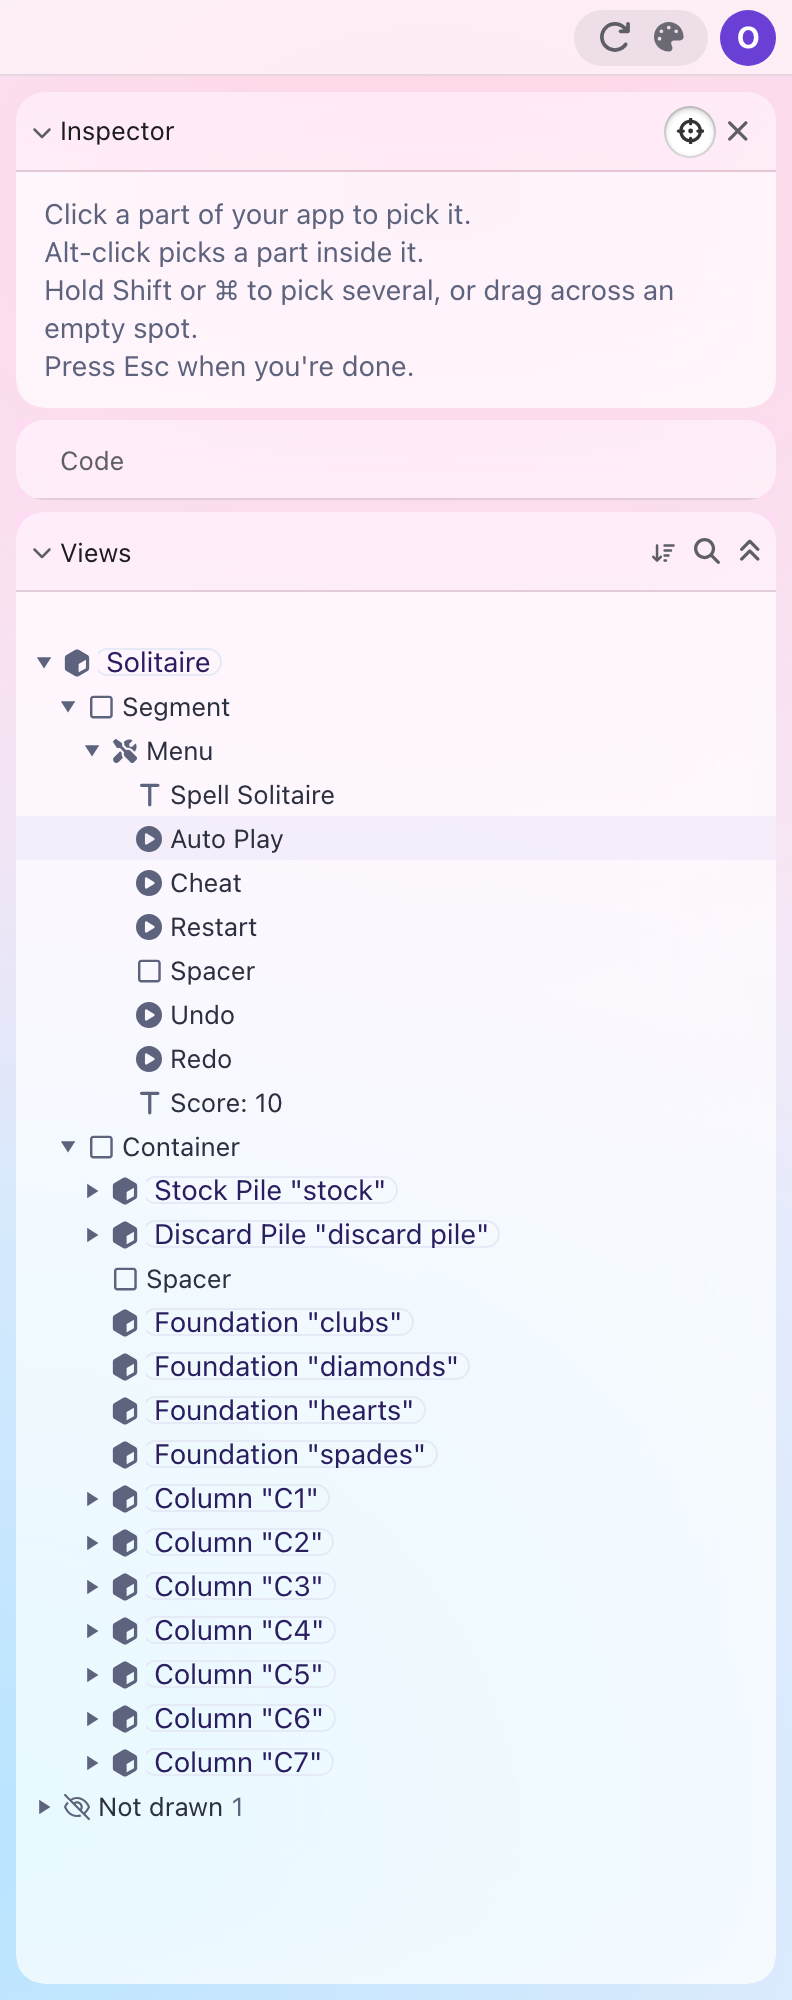 O
Inspector
Click a part of your app to pick it.
Alt-click picks a part inside it.
Hold Shift or ⌘ to pick several, or drag across an
empty spot.
Press Esc when you're done.
Code
Views
Solitaire
Segment
Menu
Spell Solitaire
Auto Play
Cheat
Restart
Spacer
Undo
Redo
Score: 10
Container
Stock Pile "stock"
Discard Pile "discard pile"
Spacer
Foundation "clubs"
Foundation "diamonds"
Foundation "hearts"
Foundation "spades"
Column "C1"
Column "C2"
Column "C3"
Column "C4"
Column "C5"
Column "C6"
Column "C7"
Not drawn 1